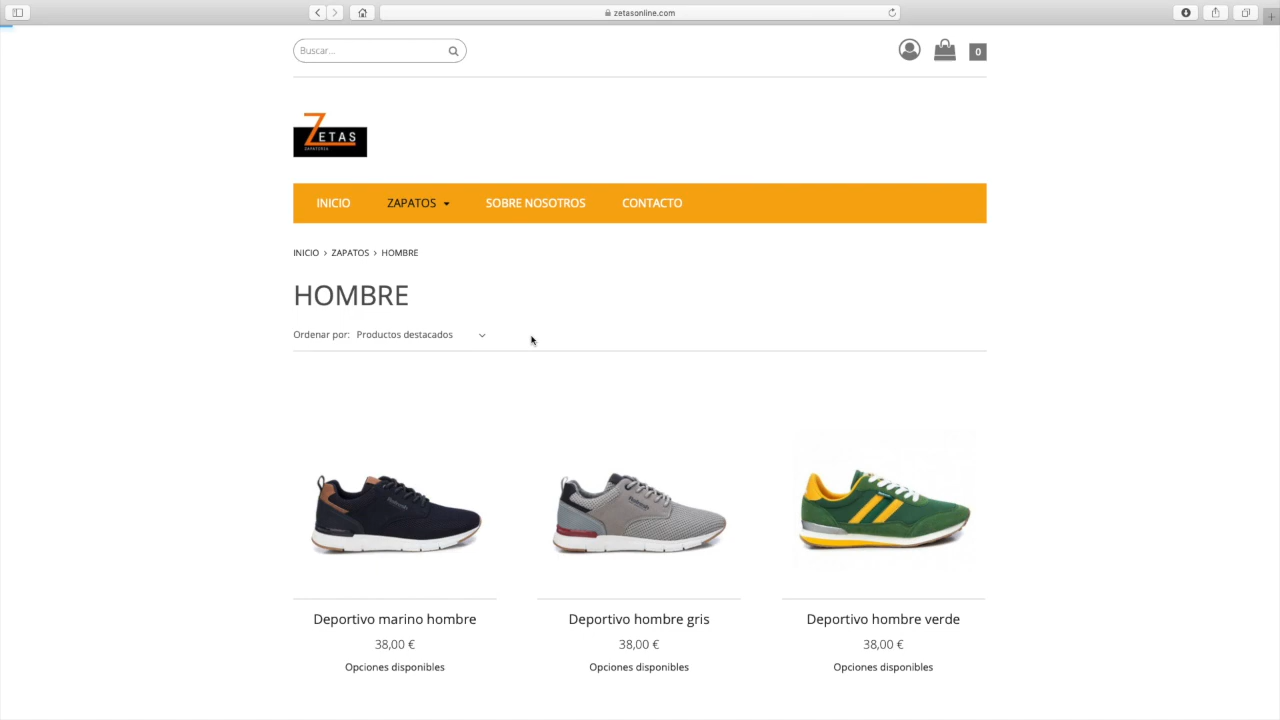 zetasonline.com
Buscar...
0
ZETAS
ZAPATERÍA
INICIO ZAPATOS SOBRE NOSOTROS CONTACTO
INICIO › ZAPATOS › HOMBRE
HOMBRE
Ordenar por: Productos destacados
Deportivo marino hombre Deportivo hombre gris Deportivo hombre verde
38,00 € 38,00 € 38,00 €
Opciones disponibles Opciones disponibles Opciones disponibles